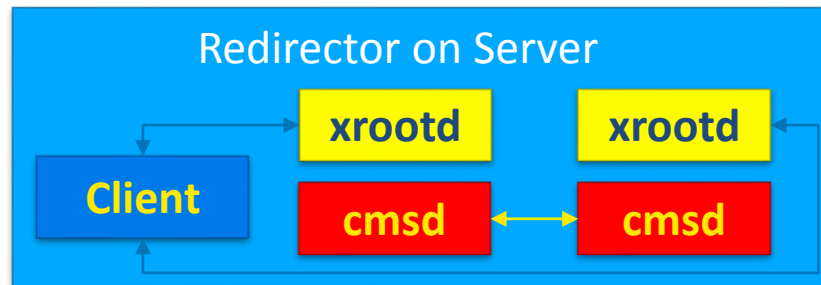 Redirector on Server
xrootd
xrootd
Client
cmsd
cmsd